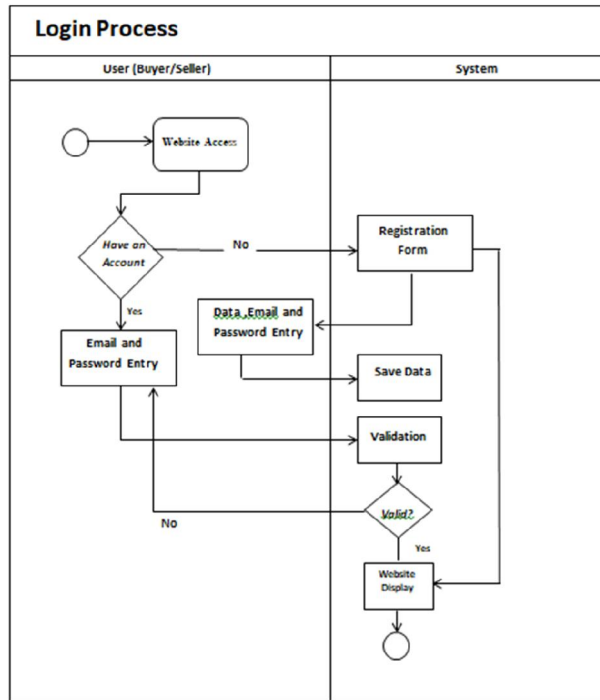 Login Process
User (Buyer/Seller)
System
Website Access
Have an
Account
No
Registration
Form
Yes
Data ,Email and
Password Entry
Email and
Password Entry
Save Data
Validation
Valid?
No
Yes
Website
Display